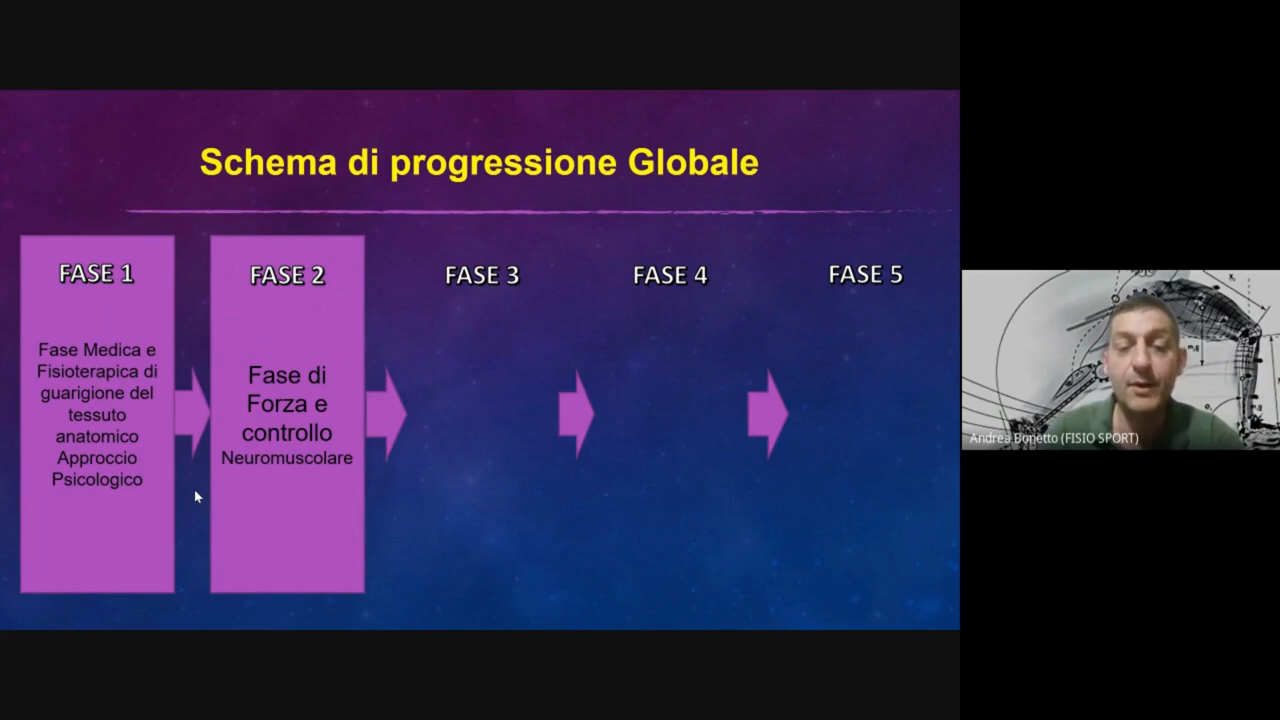 Schema di progressione Globale
FASE 1
Fase Medica e
Fisioterapica di
guarigione del
tessuto
anatomico
Approccio
Psicologico
FASE 2
Fase di
Forza e
controllo
Neuromuscolare
FASE 3
FASE 4
FASE 5
Andrea Bonetto (FISIO SPORT)